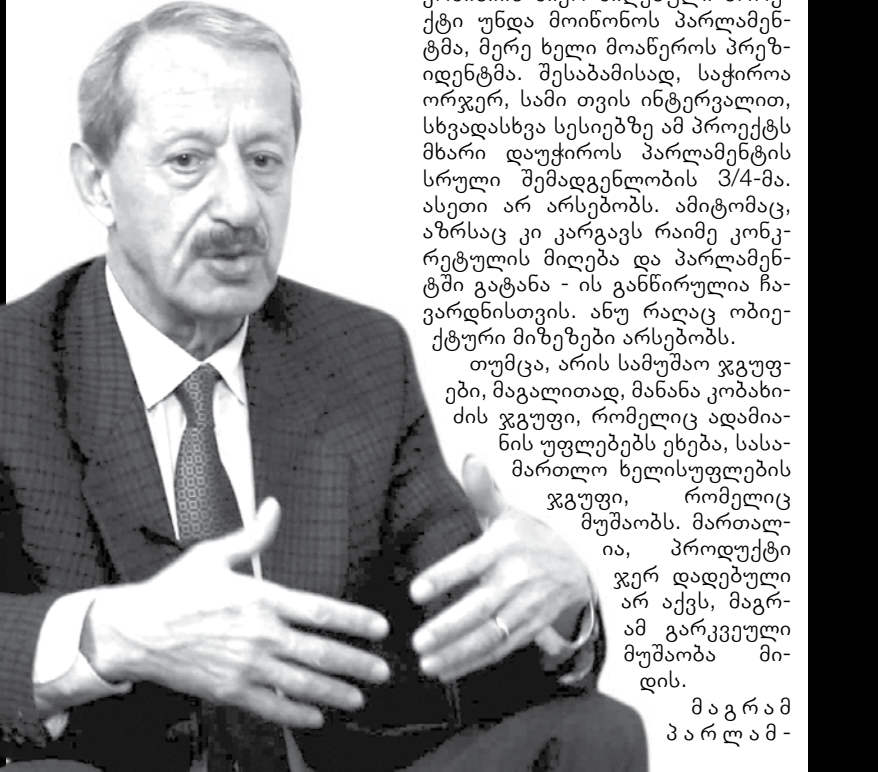 ქტი უნდა მოიწონოს პარლამენ-
ტმა, მერე ხელი მოაწეროს პრეზ-
იდენტმა. შესაბამისად, საჭიროა
ორჯერ, სამი თვის ინტერვალით,
სხვადასხვა სესიებზე ამ პროექტს
მხარი დაუჭიროს პარლამენტის
სრული შემადგენლობის 3/4-მა.
ასეთი არ არსებობს. ამიტომაც,
აზრსაც კი კარგავს რაიმე კონკ-
რეტულის მიღება და პარლამენ-
ტში გატანა - ის განწირულია ჩა-
ვარდნისთვის. ანუ რაღაც ობიე-
ქტური მიზეზები არსებობს.
თუმცა, არის სამუშაო ჯგუფ-
ები, მაგალითად, მანანა კობახი-
ძის ჯგუფი, რომელიც ადამია-
ნის უფლებებს ეხება, სასა-
მართლო ხელისუფლების
ჯგუფი, რომელიც
მუშაობს. მართალ-
ია, პროდუქტი
ჯერ დადებული
არ აქვს, მაგრ-
ამ გარკვეული
მუშაობა მი-
დის.
მაგრამ
პარლამ-